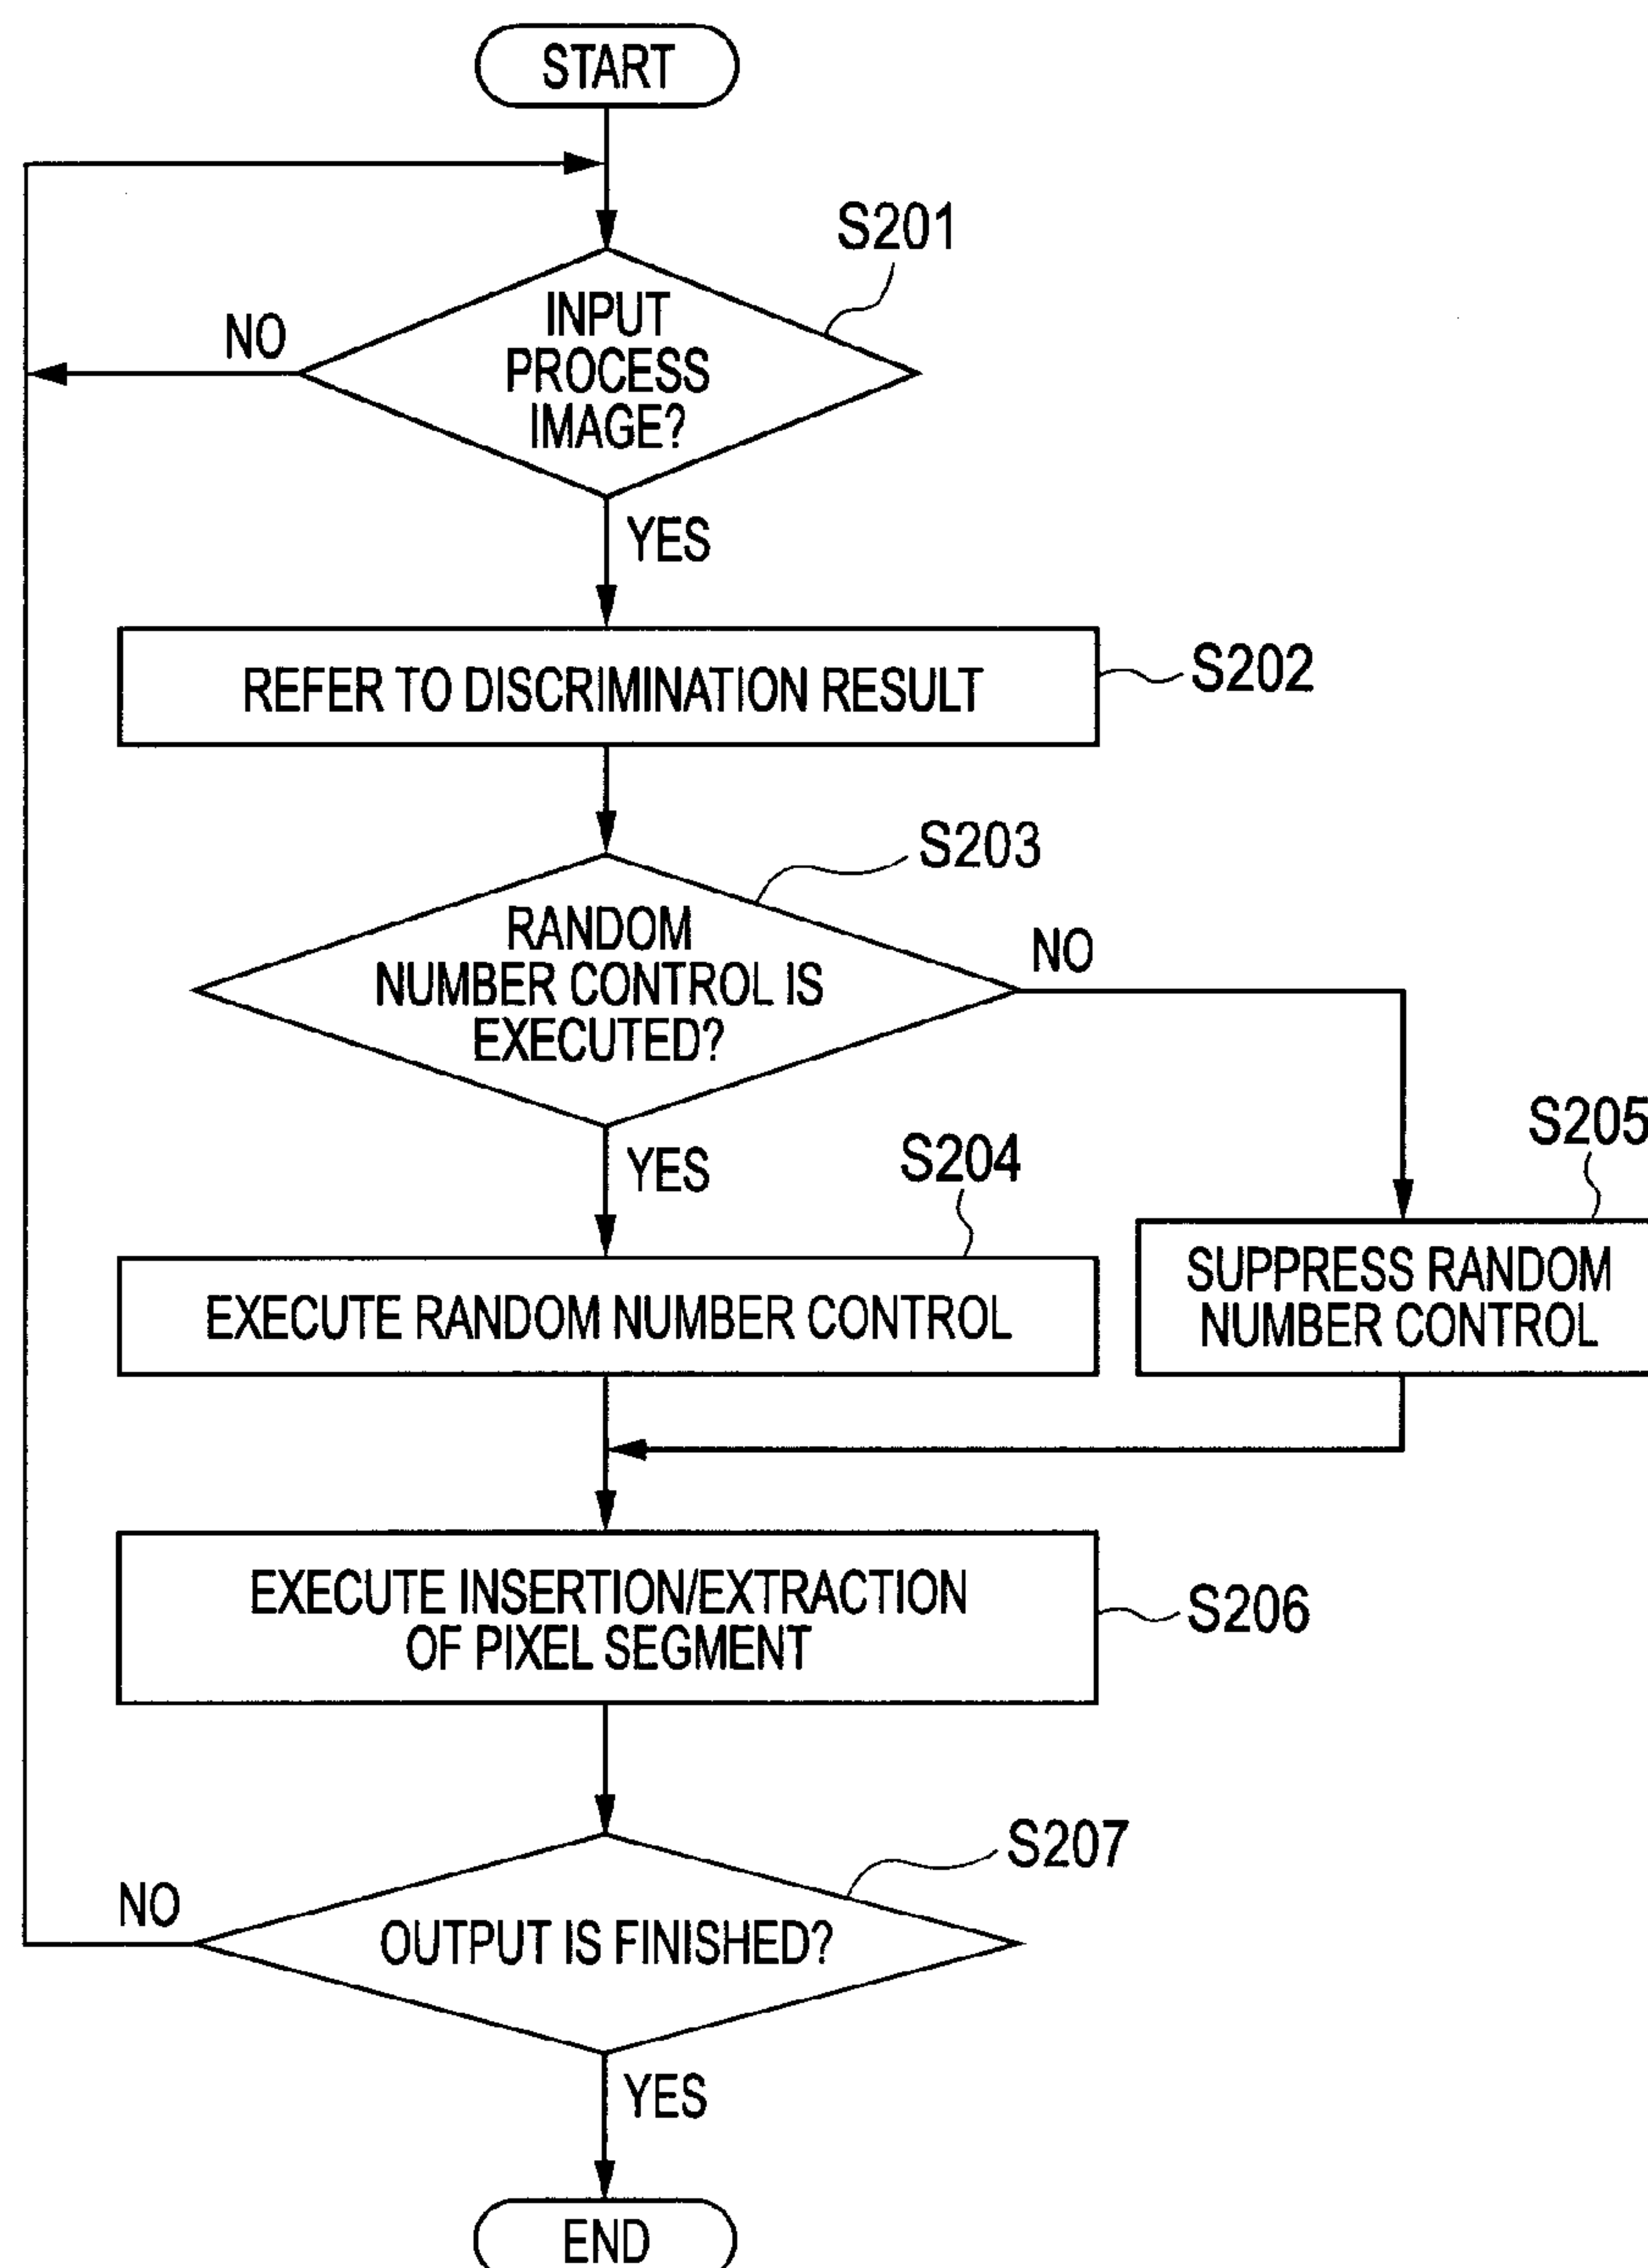 START
S201
INPUT
PROCESS
IMAGE?
NO
YES
REFER TO DISCRIMINATION RESULT
S202
S203
RANDOM
NUMBER CONTROL IS
EXECUTED?
NO
YES
S204
S205
EXECUTE RANDOM NUMBER CONTROL
SUPPRESS RANDOM
NUMBER CONTROL
EXECUTE INSERTION/EXTRACTION
OF PIXEL SEGMENT
S206
S207
NO
OUTPUT IS FINISHED?
YES
END